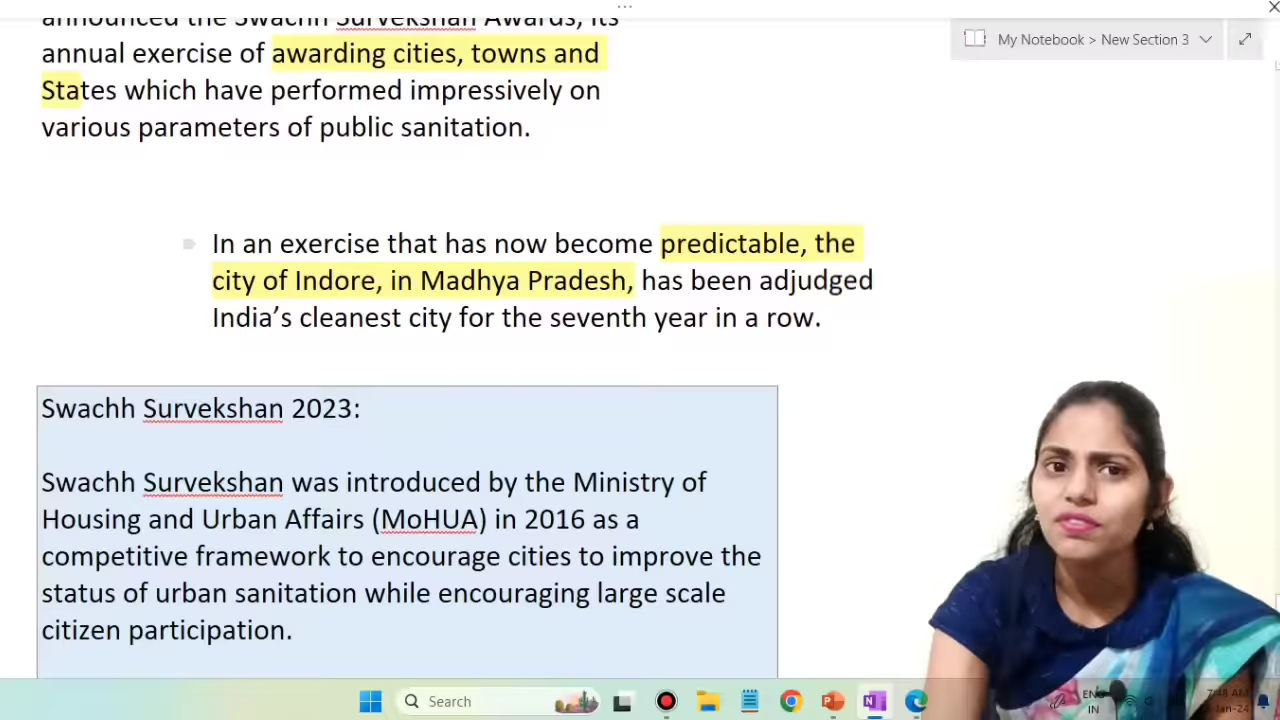 announced the Swachh Survekshan Awards, its
My Notebook > New Section 3
annual exercise of awarding cities, towns and
States which have performed impressively on
various parameters of public sanitation.
In an exercise that has now become predictable, the
city of Indore, in Madhya Pradesh, has been adjudged
India's cleanest city for the seventh year in a row.
Swachh Survekshan 2023:
Swachh Survekshan was introduced by the Ministry of
Housing and Urban Affairs (MoHUA) in 2016 as a
competitive framework to encourage cities to improve the
status of urban sanitation while encouraging large scale
citizen participation.
Search
ENG
IN
7:48 AM
-Jan-24